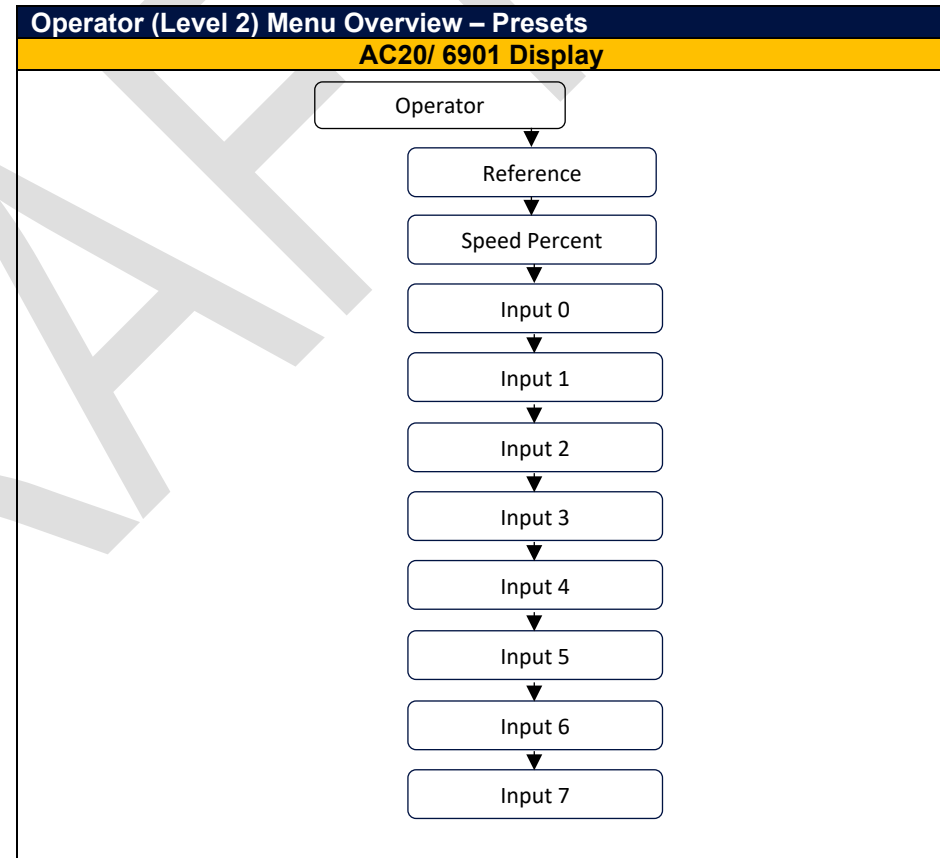 Operator (Level 2) Menu Overview – Presets
AC20/ 6901 Display
Operator
Reference
Speed Percent
Input 0
Input 1
Input 2
Input 3
Input 4
Input 5
Input 6
Input 7